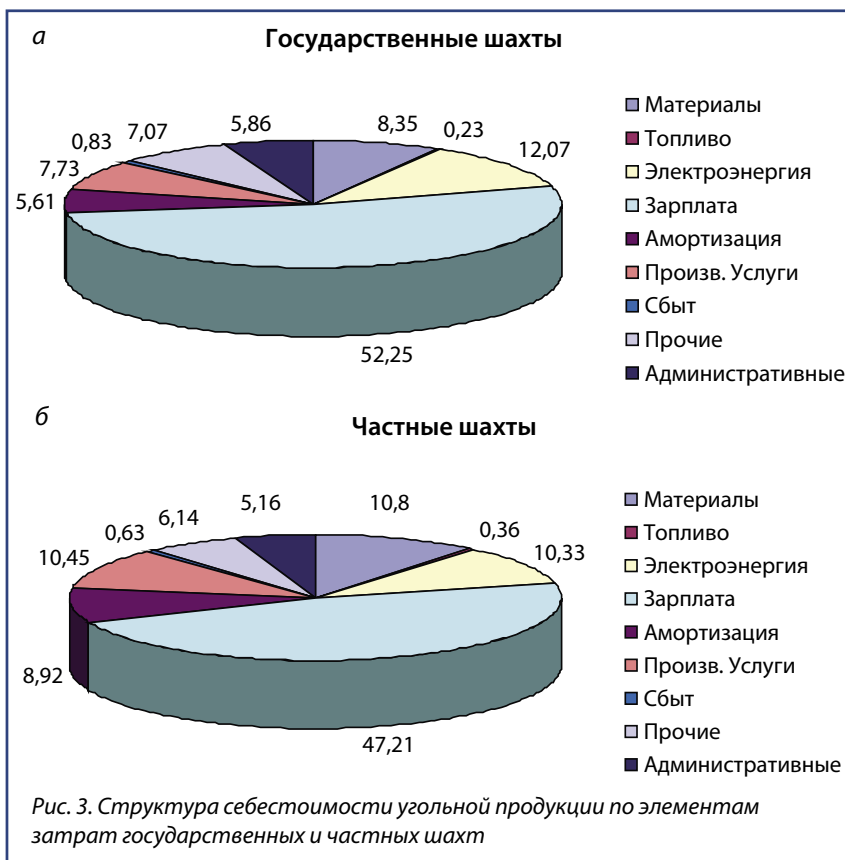 а
Государственные шахты
0,83 7,07 5,86 8,35 0,23 12,07
7,73
5,61
52,25
Материалы
Топливо
Электроэнергия
Зарплата
Амортизация
Произв. Услуги
Сбыт
Прочие
Административные
б
Частные шахты
0,63 6,14 5,16 10,8 0,36 10,33
10,45
8,92
47,21
Материалы
Топливо
Электроэнергия
Зарплата
Амортизация
Произв. Услуги
Сбыт
Прочие
Административные
Рис. 3. Структура себестоимости угольной продукции по элементам
затрат государственных и частных шахт